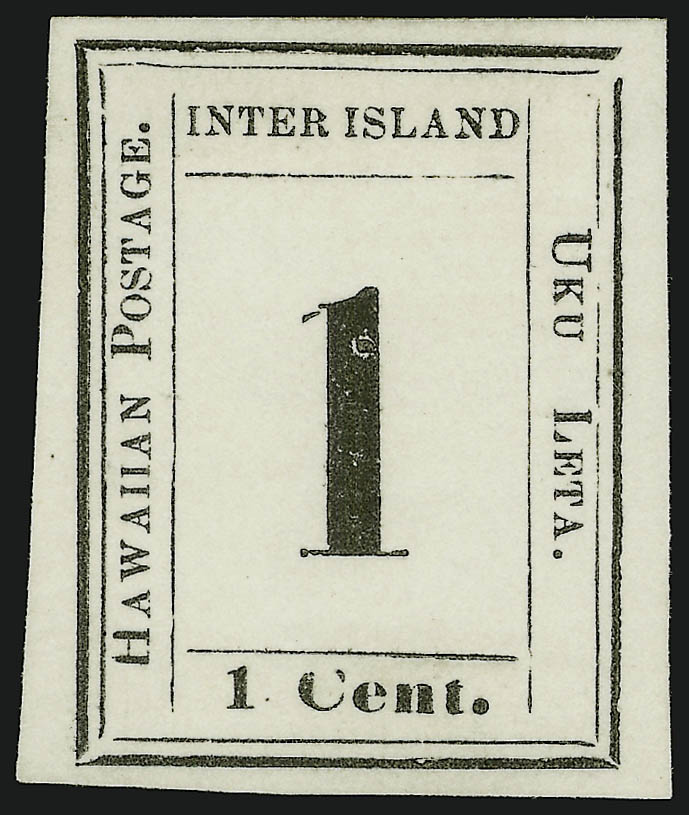 INTER ISLAND
HAWAIIAN POSTAGE.
1
UKU LETA.
1 Cent.